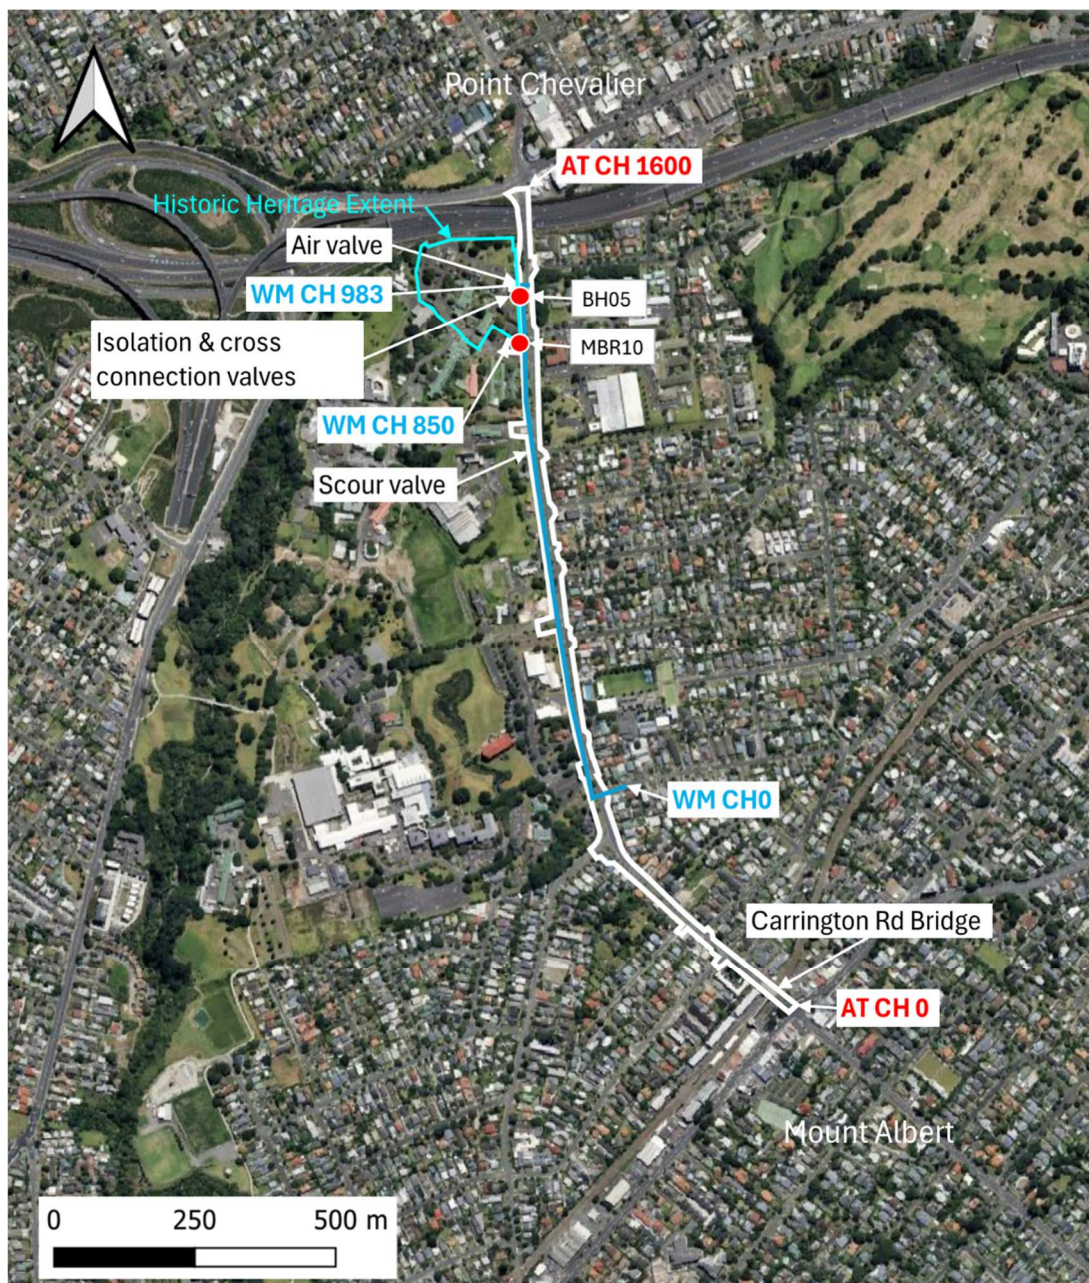 Point Chevalier
AT CH 1600
Historic Heritage Extent
Air valve
WM CH 983
BH05
Isolation & cross
connection valves
MBR10
WM CH 850
Scour valve
WM CH0
Carrington Rd Bridge
AT CH 0
Mount Albert
0 250 500 m